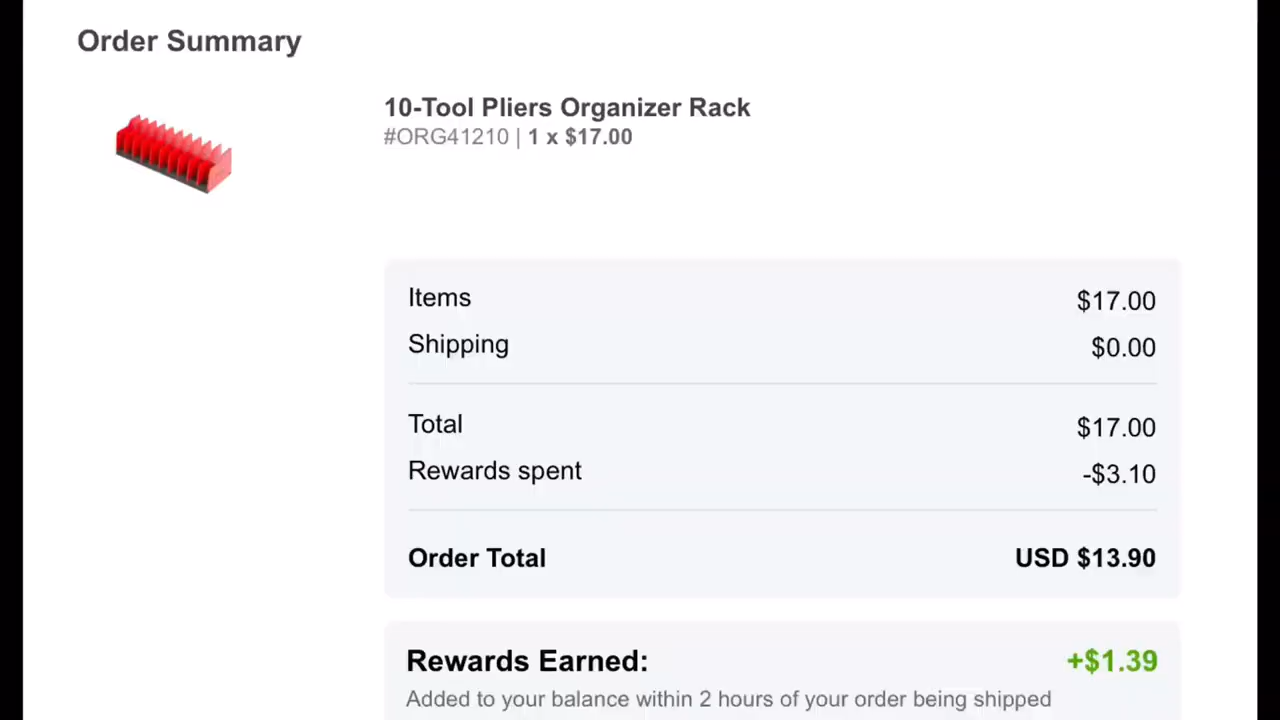 Order Summary
10-Tool Pliers Organizer Rack
#ORG41210 | 1 x $17.00
Items $17.00
Shipping $0.00
Total $17.00
Rewards spent -$3.10
Order Total USD $13.90
Rewards Earned: +$1.39
Added to your balance within 2 hours of your order being shipped